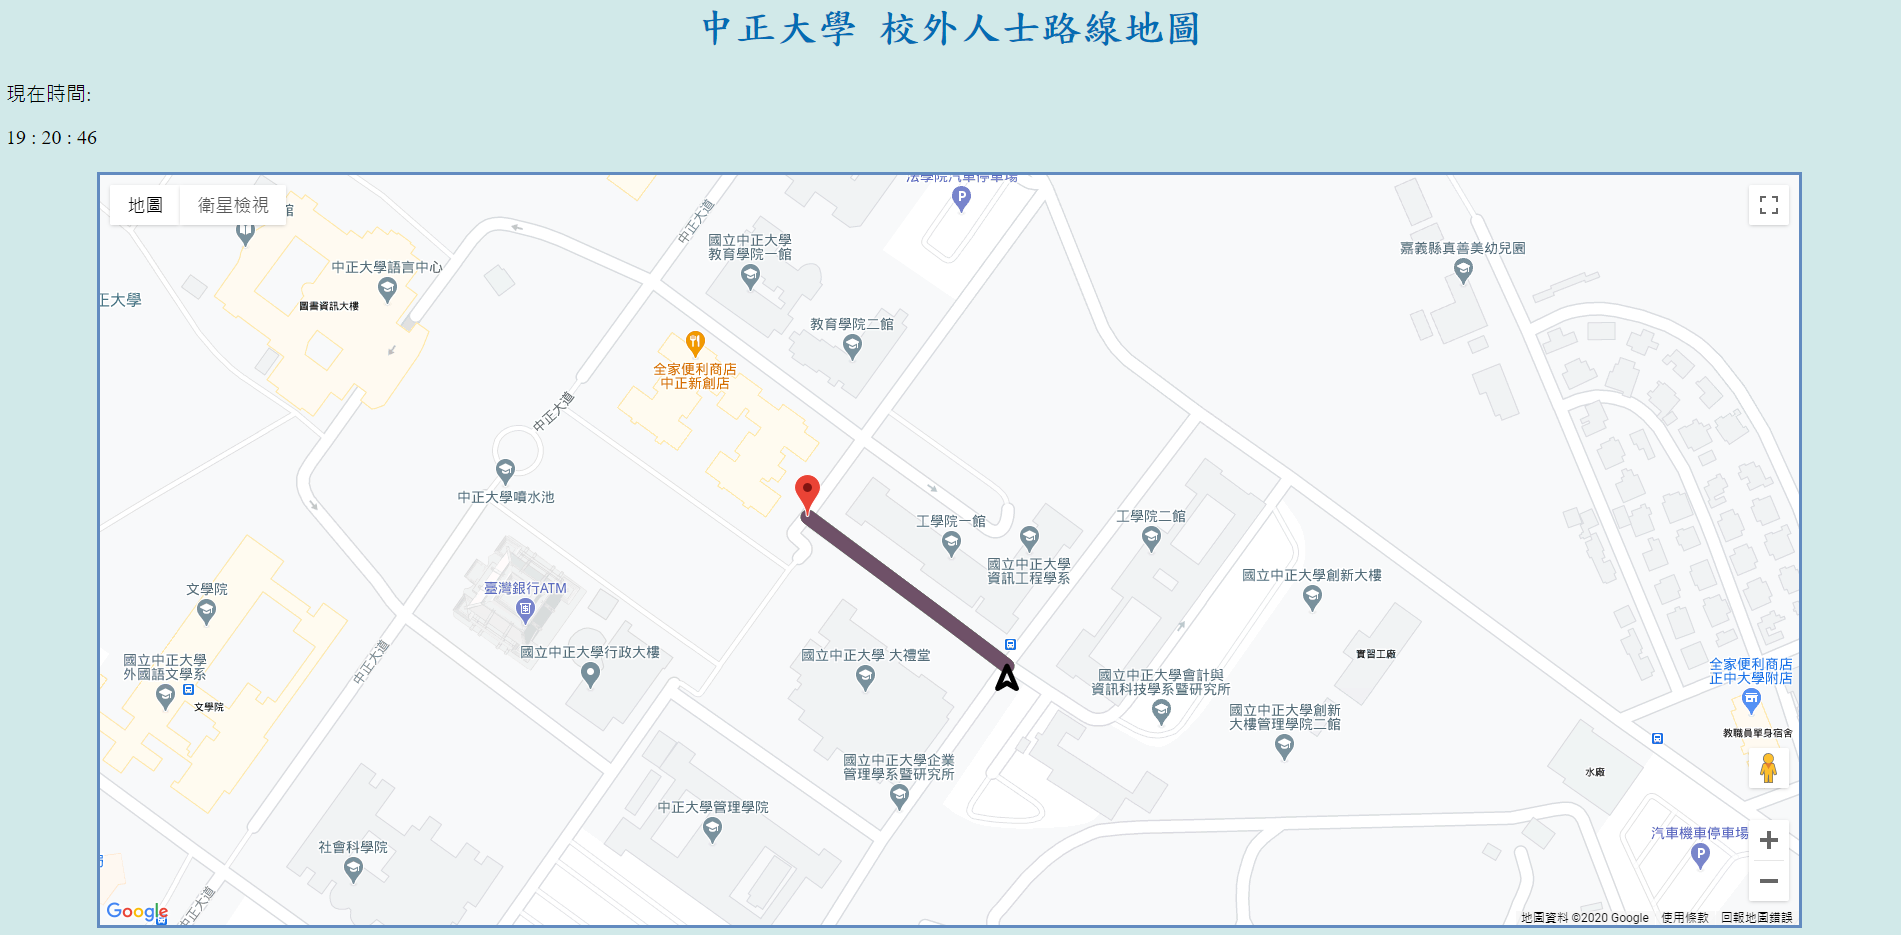 中正大學 校外人士路線地圖
現在時間:
19 : 20 : 46
地圖
衛星檢視
館
法學院汽車停車場
中正大道
國立中正大學
教育學院一館
嘉義縣真善美幼兒園
中正大學語言中心
正大學
圖書資訊大樓
教育學院二館
全家便利商店
中正新創店
中正大道
中正大學噴水池
工學院一館
工學院二館
國立中正大學
資訊工程學系
國立中正大學創新大樓
文學院
臺灣銀行ATM
國立中正大學行政大樓
國立中正大學 大禮堂
實習工廠
國立中正大學
外國語文學系
中正大道
國立中正大學會計與
資訊科技學系暨研究所
全家便利商店
正中大學附店
文學院
國立中正大學創新
大樓管理學院二館
教職員單身宿舍
國立中正大學企業
管理學系暨研究所
水廠
中正大學管理學院
汽車機車停車場
社會科學院
中正大道
Google
地圖資料 ©2020 Google
使用條款
回報地圖錯誤